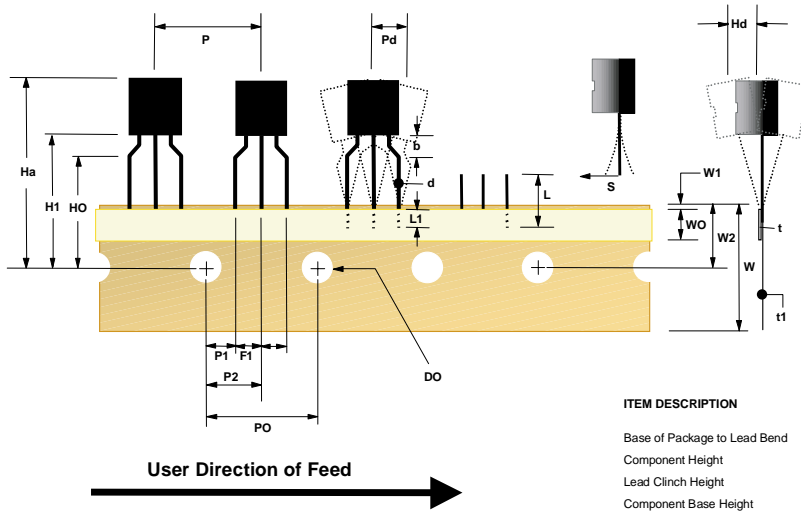 P
Pd
Hd
Ha
H1
HO
b
d
L
L1
S
W1
WO
W2
W
t
t1
P1
F1
P2
DO
PO
ITEM DESCRIPTION
Base of Package to Lead Bend
Component Height
Lead Clinch Height
Component Base Height
User Direction of Feed